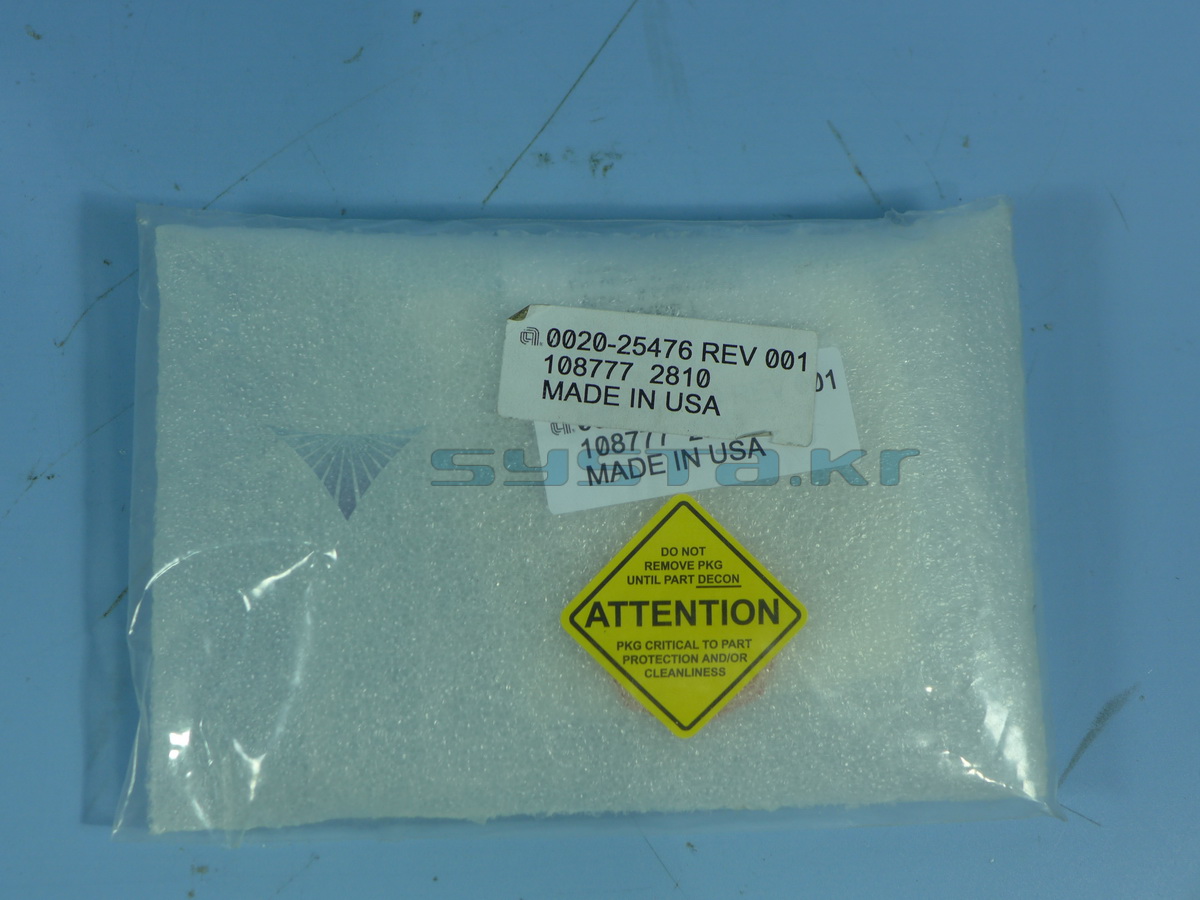 0020-25476 REV 001
108777 2810
MADE IN USA
01
108777
MADE IN USA
systa.kr
DO NOT
REMOVE PKG
UNTIL PART DECON
ATTENTION
PKG CRITICAL TO PART
PROTECTION AND/OR
CLEANLINESS